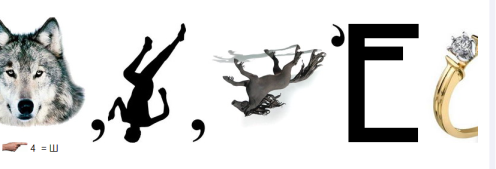 , , ‘E
4 = Ш